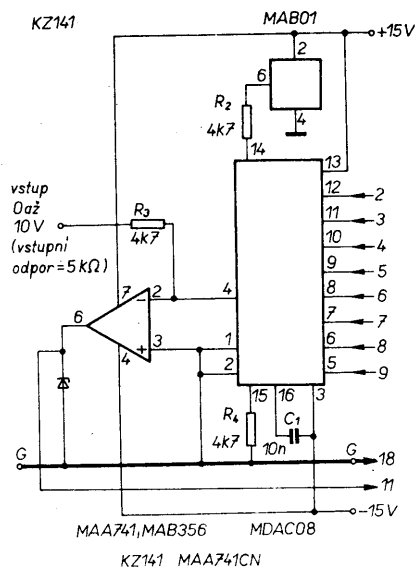 KZ141
MAB01
+15V
2
6
4
R2
4k7
14
13
12
2
11
3
10
4
9
5
8
6
7
7
6
8
5
9
vstup
0až
10V
(vstupní
odpor=5kΩ)
R3
4k7
7
2
−
4
6
4
3
+
1
2
15
16
3
R4
4k7
C1
10n
G
G
18
11
−15V
MAA741,MAB356
MDAC08
KZ141 MAA741CN